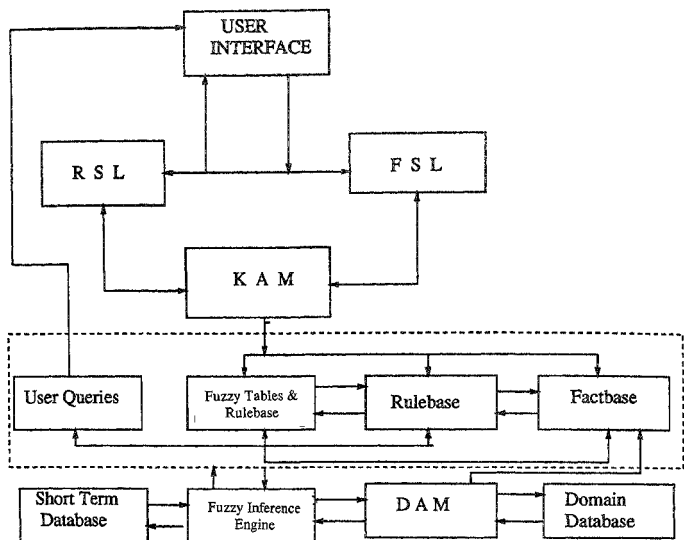 USER
INTERFACE
R S L
F S L
K A M
User Queries
Fuzzy Tables &
Rulebase
Rulebase
Factbase
Short Term
Database
Fuzzy Inference
Engine
D A M
Domain
Database